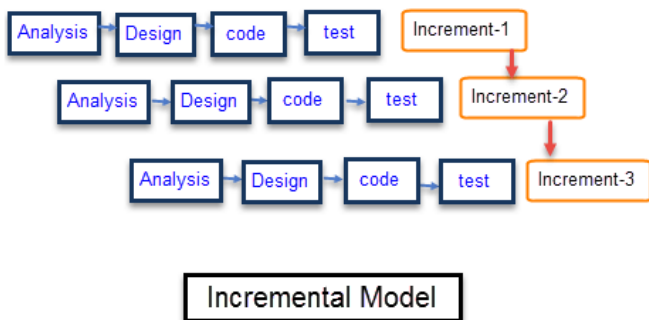 Analysis Design code test Increment-1
Analysis Design code test Increment-2
Analysis Design code test Increment-3
Incremental Model